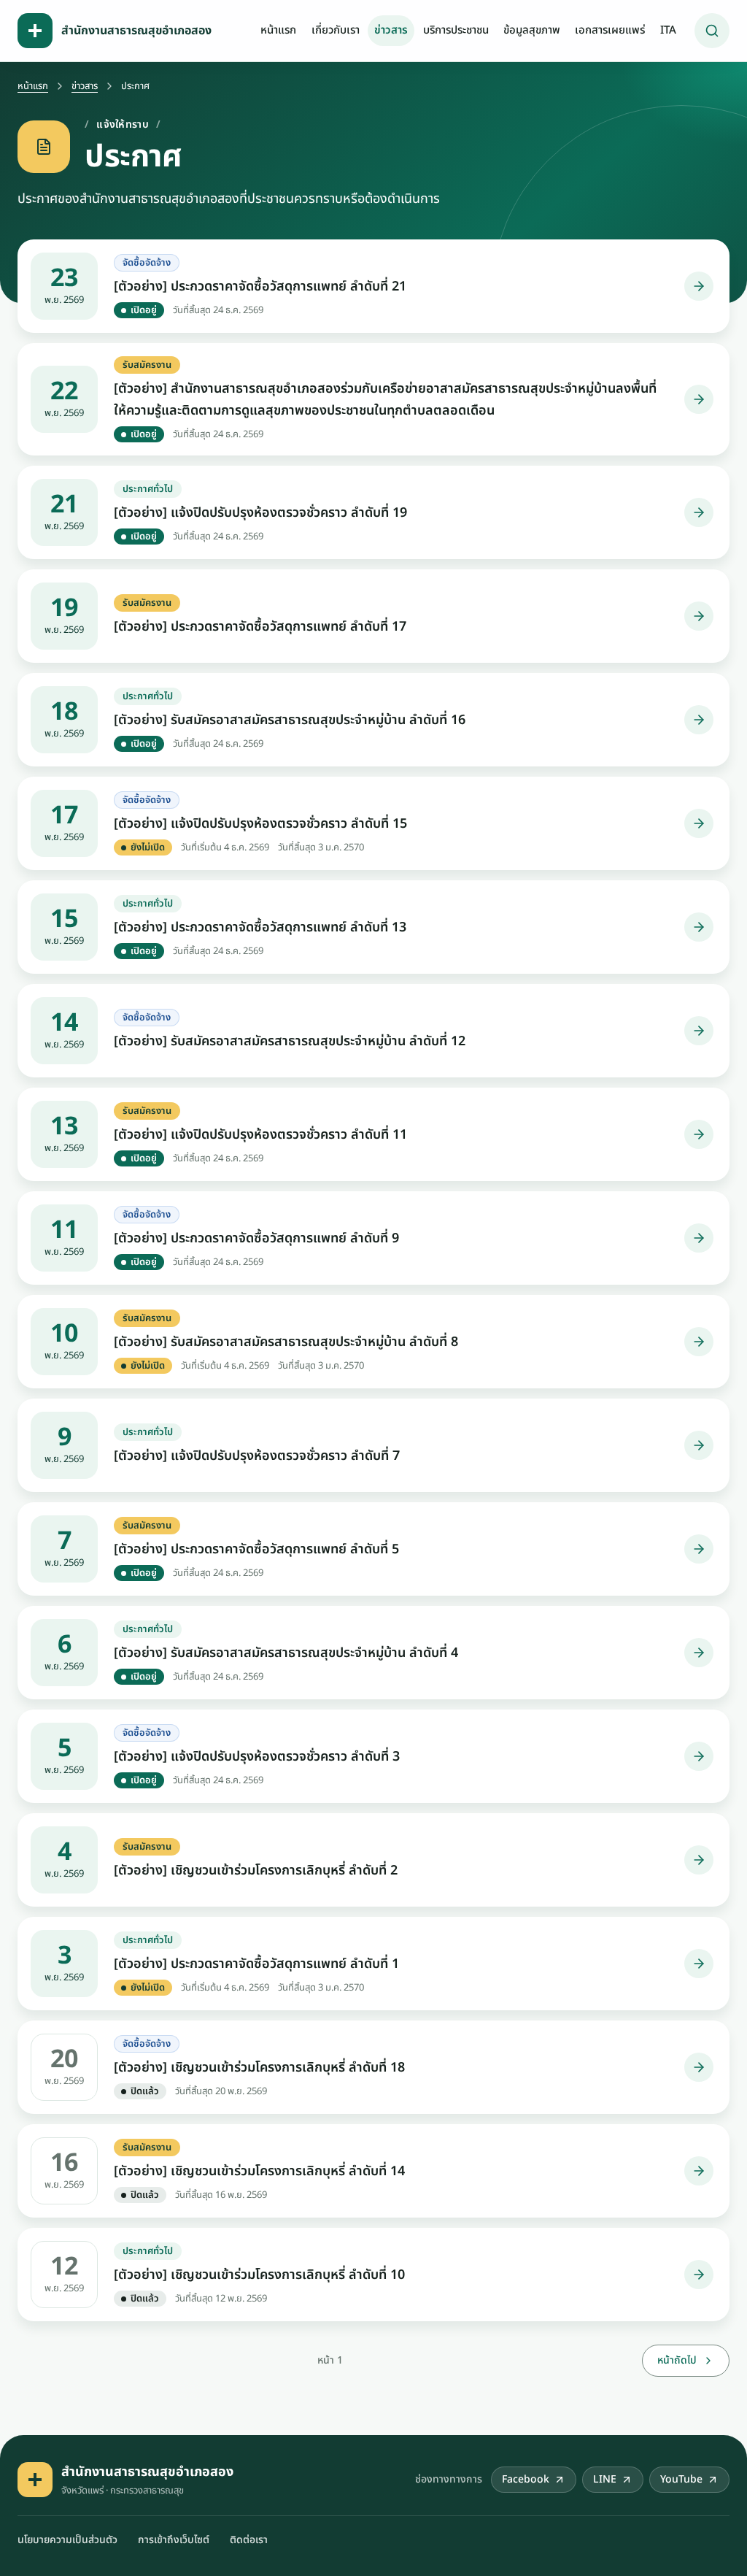 สำนักงานสาธารณสุขอำเภอสอง
หน้าแรก เกี่ยวกับเรา ข่าวสาร บริการประชาชน ข้อมูลสุขภาพ เอกสารเผยแพร่ ITA
หน้าแรก > ข่าวสาร > ประกาศ
/ แจ้งให้ทราบ /
ประกาศ
ประกาศของสำนักงานสาธารณสุขอำเภอสองที่ประชาชนควรทราบหรือต้องดำเนินการ
23
พ.ย. 2569
จัดซื้อจัดจ้าง
[ตัวอย่าง] ประกวดราคาจัดซื้อวัสดุการแพทย์ ลำดับที่ 21
เปิดอยู่ วันที่สิ้นสุด 24 ธ.ค. 2569
22
พ.ย. 2569
รับสมัครงาน
[ตัวอย่าง] สำนักงานสาธารณสุขอำเภอสองร่วมกับเครือข่ายอาสาสมัครสาธารณสุขประจำหมู่บ้านลงพื้นที่
ให้ความรู้และติดตามการดูแลสุขภาพของประชาชนในทุกตำบลตลอดเดือน
เปิดอยู่ วันที่สิ้นสุด 24 ธ.ค. 2569
21
พ.ย. 2569
ประกาศทั่วไป
[ตัวอย่าง] แจ้งปิดปรับปรุงห้องตรวจชั่วคราว ลำดับที่ 19
เปิดอยู่ วันที่สิ้นสุด 24 ธ.ค. 2569
19
พ.ย. 2569
รับสมัครงาน
[ตัวอย่าง] ประกวดราคาจัดซื้อวัสดุการแพทย์ ลำดับที่ 17
18
พ.ย. 2569
ประกาศทั่วไป
[ตัวอย่าง] รับสมัครอาสาสมัครสาธารณสุขประจำหมู่บ้าน ลำดับที่ 16
เปิดอยู่ วันที่สิ้นสุด 24 ธ.ค. 2569
17
พ.ย. 2569
จัดซื้อจัดจ้าง
[ตัวอย่าง] แจ้งปิดปรับปรุงห้องตรวจชั่วคราว ลำดับที่ 15
ยังไม่เปิด วันที่เริ่มต้น 4 ธ.ค. 2569 วันที่สิ้นสุด 3 ม.ค. 2570
15
พ.ย. 2569
ประกาศทั่วไป
[ตัวอย่าง] ประกวดราคาจัดซื้อวัสดุการแพทย์ ลำดับที่ 13
เปิดอยู่ วันที่สิ้นสุด 24 ธ.ค. 2569
14
พ.ย. 2569
จัดซื้อจัดจ้าง
[ตัวอย่าง] รับสมัครอาสาสมัครสาธารณสุขประจำหมู่บ้าน ลำดับที่ 12
13
พ.ย. 2569
รับสมัครงาน
[ตัวอย่าง] แจ้งปิดปรับปรุงห้องตรวจชั่วคราว ลำดับที่ 11
เปิดอยู่ วันที่สิ้นสุด 24 ธ.ค. 2569
11
พ.ย. 2569
จัดซื้อจัดจ้าง
[ตัวอย่าง] ประกวดราคาจัดซื้อวัสดุการแพทย์ ลำดับที่ 9
เปิดอยู่ วันที่สิ้นสุด 24 ธ.ค. 2569
10
พ.ย. 2569
รับสมัครงาน
[ตัวอย่าง] รับสมัครอาสาสมัครสาธารณสุขประจำหมู่บ้าน ลำดับที่ 8
ยังไม่เปิด วันที่เริ่มต้น 4 ธ.ค. 2569 วันที่สิ้นสุด 3 ม.ค. 2570
9
พ.ย. 2569
ประกาศทั่วไป
[ตัวอย่าง] แจ้งปิดปรับปรุงห้องตรวจชั่วคราว ลำดับที่ 7
7
พ.ย. 2569
รับสมัครงาน
[ตัวอย่าง] ประกวดราคาจัดซื้อวัสดุการแพทย์ ลำดับที่ 5
เปิดอยู่ วันที่สิ้นสุด 24 ธ.ค. 2569
6
พ.ย. 2569
ประกาศทั่วไป
[ตัวอย่าง] รับสมัครอาสาสมัครสาธารณสุขประจำหมู่บ้าน ลำดับที่ 4
เปิดอยู่ วันที่สิ้นสุด 24 ธ.ค. 2569
5
พ.ย. 2569
จัดซื้อจัดจ้าง
[ตัวอย่าง] แจ้งปิดปรับปรุงห้องตรวจชั่วคราว ลำดับที่ 3
เปิดอยู่ วันที่สิ้นสุด 24 ธ.ค. 2569
4
พ.ย. 2569
รับสมัครงาน
[ตัวอย่าง] เชิญชวนเข้าร่วมโครงการเลิกบุหรี่ ลำดับที่ 2
3
พ.ย. 2569
ประกาศทั่วไป
[ตัวอย่าง] ประกวดราคาจัดซื้อวัสดุการแพทย์ ลำดับที่ 1
ยังไม่เปิด วันที่เริ่มต้น 4 ธ.ค. 2569 วันที่สิ้นสุด 3 ม.ค. 2570
20
พ.ย. 2569
จัดซื้อจัดจ้าง
[ตัวอย่าง] เชิญชวนเข้าร่วมโครงการเลิกบุหรี่ ลำดับที่ 18
ปิดแล้ว วันที่สิ้นสุด 20 พ.ย. 2569
16
พ.ย. 2569
รับสมัครงาน
[ตัวอย่าง] เชิญชวนเข้าร่วมโครงการเลิกบุหรี่ ลำดับที่ 14
ปิดแล้ว วันที่สิ้นสุด 16 พ.ย. 2569
12
พ.ย. 2569
ประกาศทั่วไป
[ตัวอย่าง] เชิญชวนเข้าร่วมโครงการเลิกบุหรี่ ลำดับที่ 10
ปิดแล้ว วันที่สิ้นสุด 12 พ.ย. 2569
หน้า 1
หน้าถัดไป
สำนักงานสาธารณสุขอำเภอสอง
จังหวัดแพร่ · กระทรวงสาธารณสุข
ช่องทางทางการ Facebook LINE YouTube
นโยบายความเป็นส่วนตัว การเข้าถึงเว็บไซต์ ติดต่อเรา